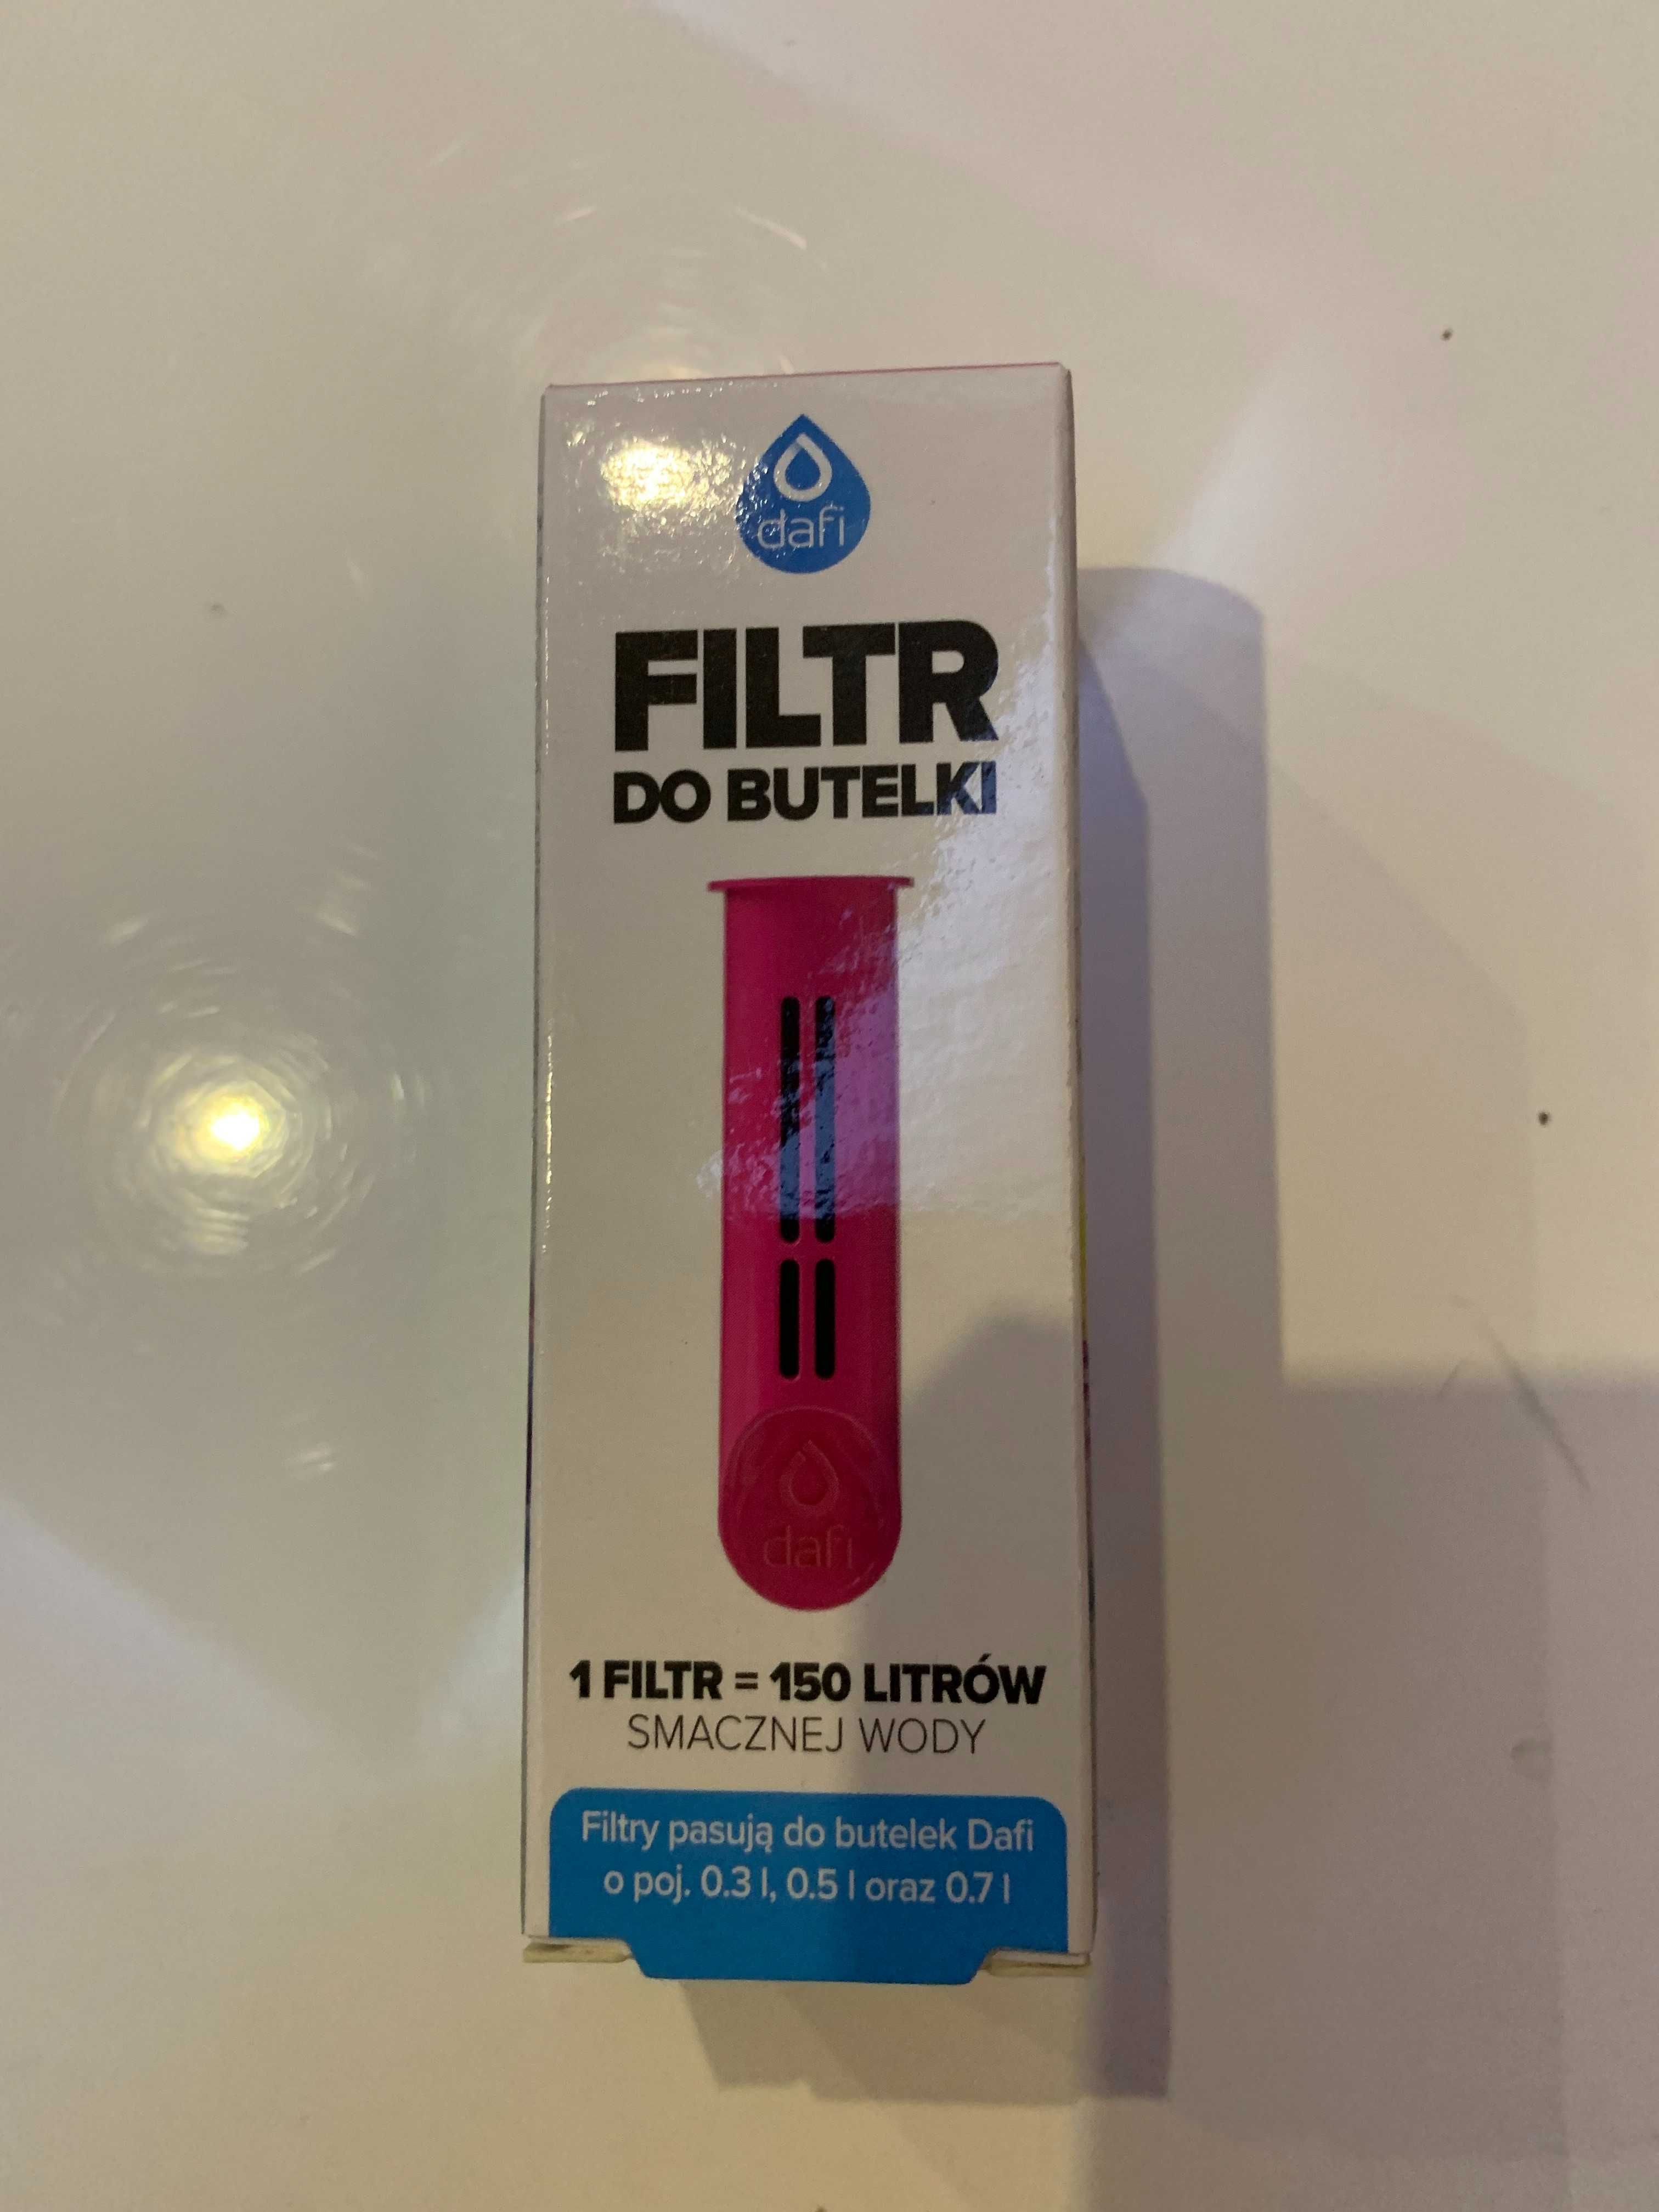 dafi
FILTR
DO BUTELKI
dafi
1 FILTR = 150 LITRÓW
SMACZNEJ WODY
Filtry pasują do butelek Dafi
o poj. 0.3 l, 0.5 l oraz 0.7 l